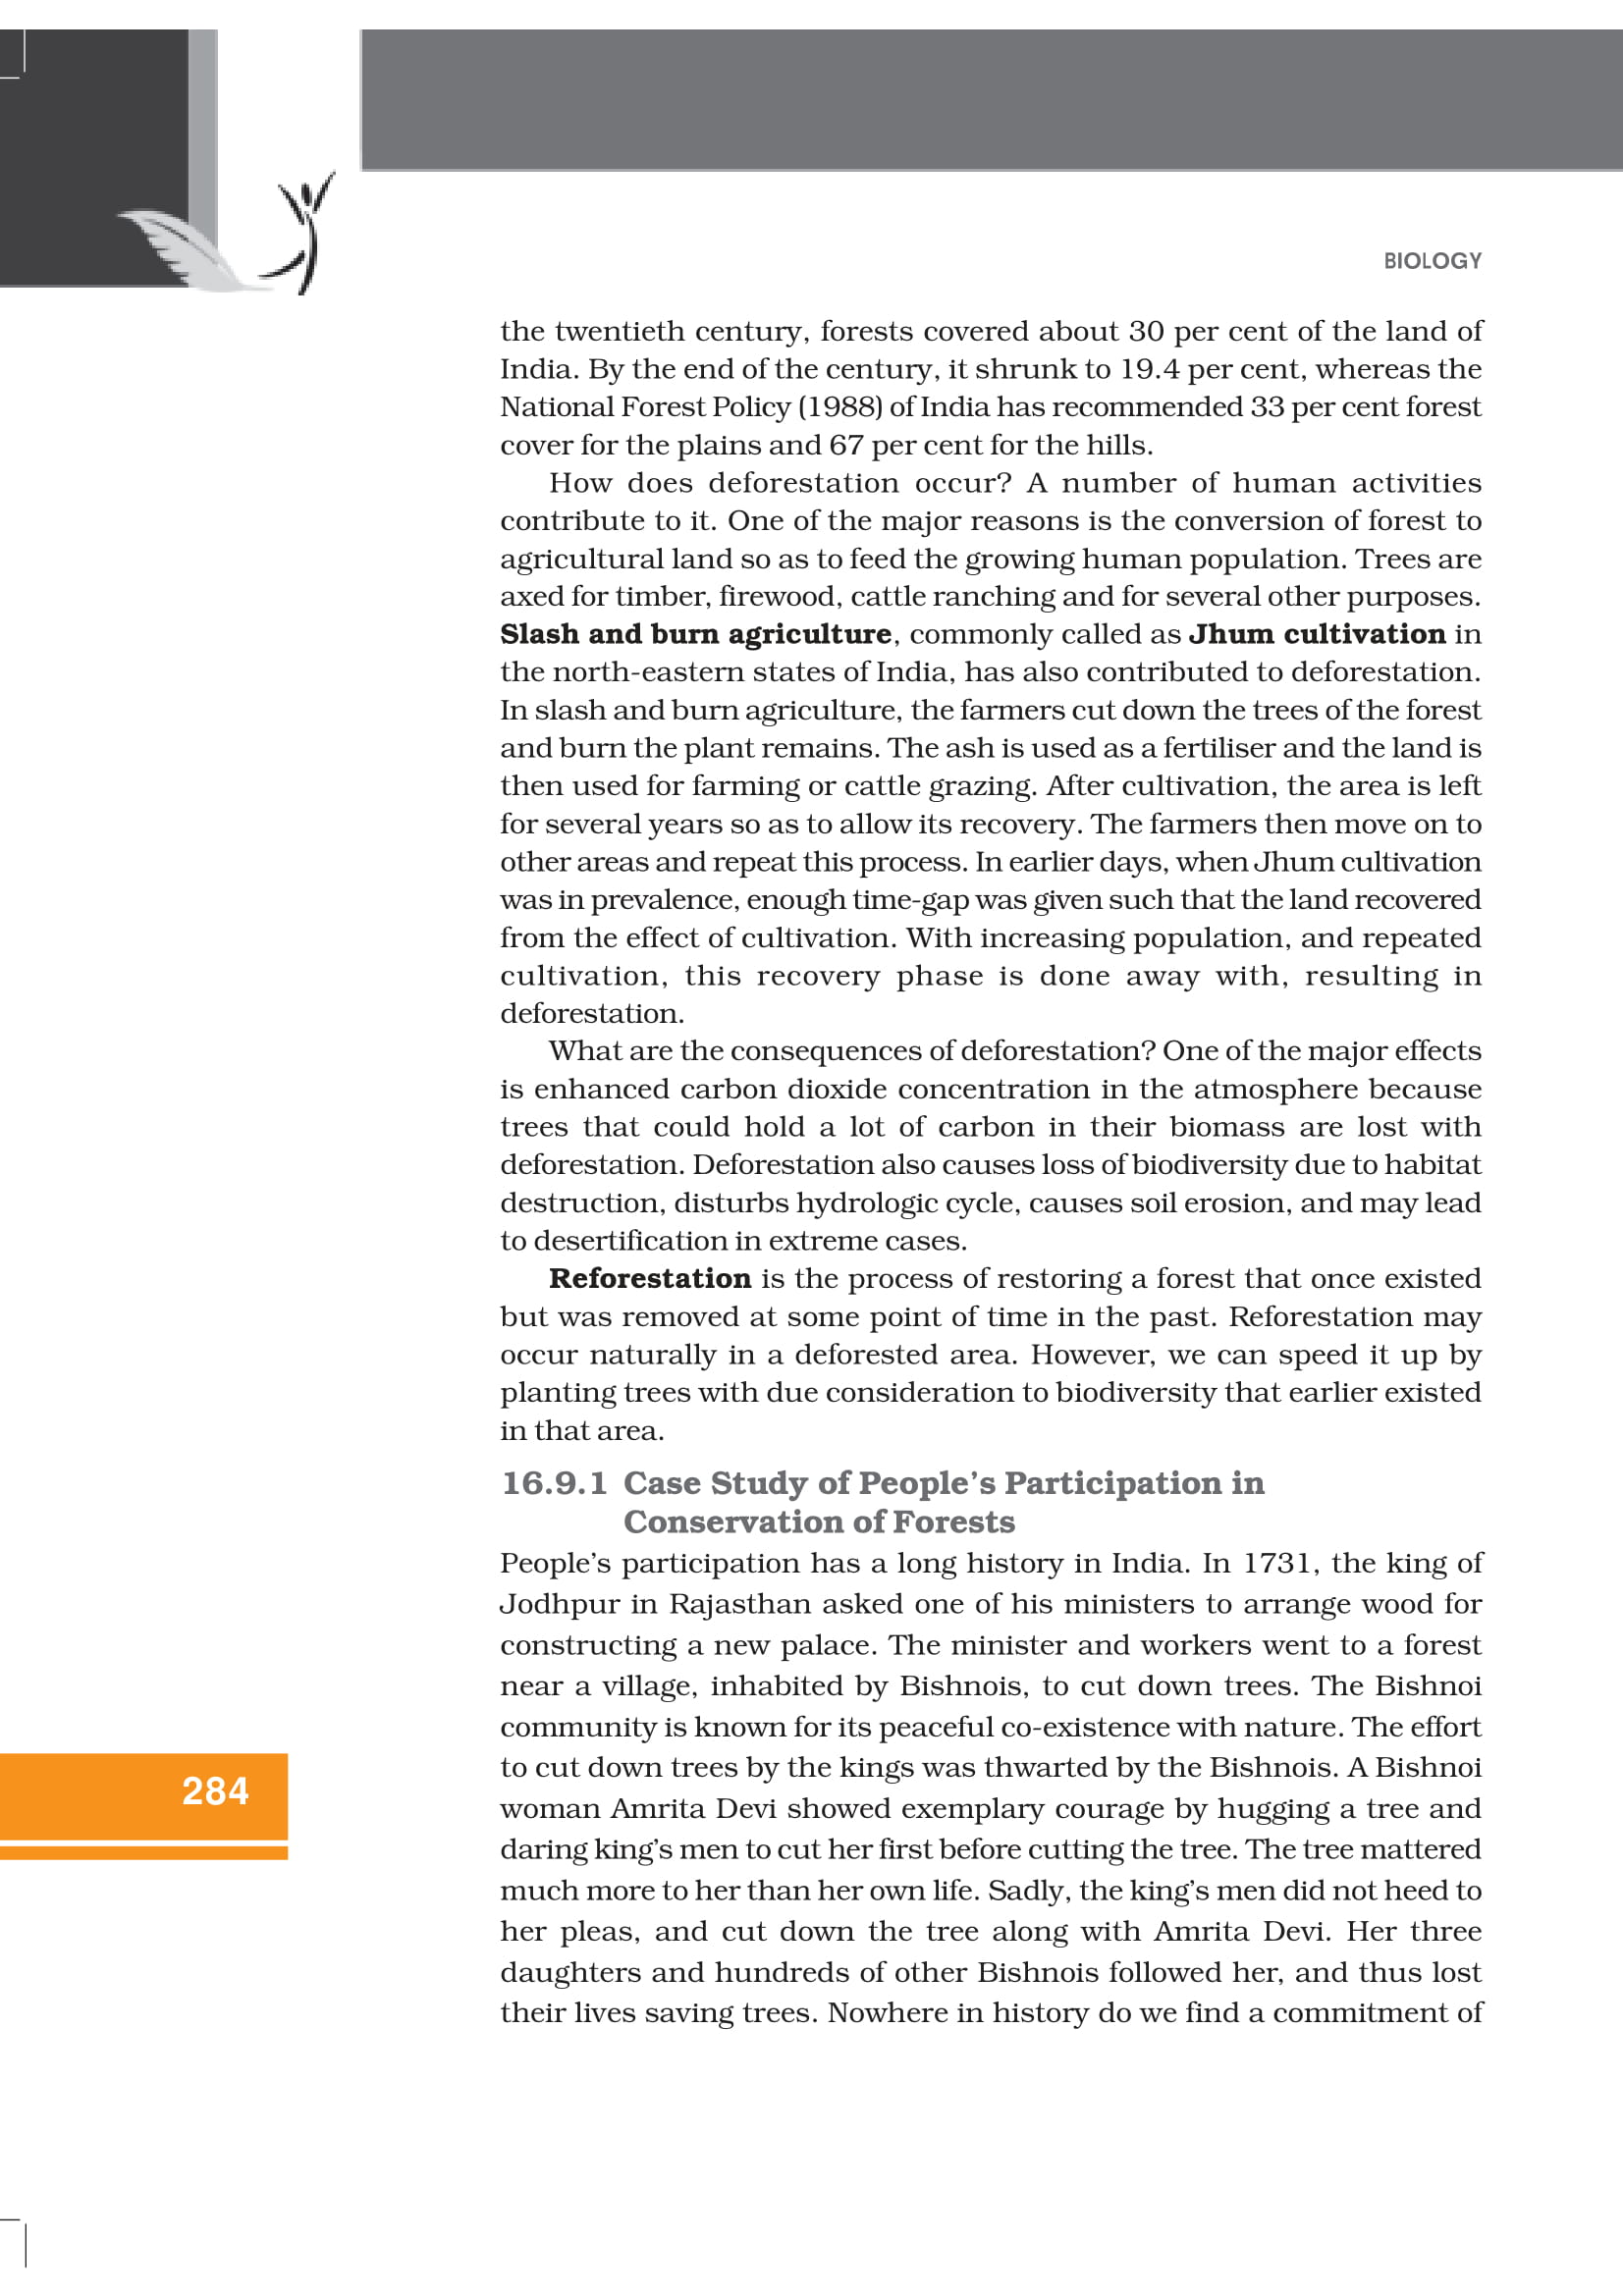 BIOLOGY
the twentieth century, forests covered about 30 per cent of the land of
India. By the end of the century, it shrunk to 19.4 per cent, whereas the
National Forest Policy (1988) of India has recommended 33 per cent forest
cover for the plains and 67 per cent for the hills.
How does deforestation occur? A number of human activities
contribute to it. One of the major reasons is the conversion of forest to
agricultural land so as to feed the growing human population. Trees are
axed for timber, firewood, cattle ranching and for several other purposes.
Slash and burn agriculture, commonly called as Jhum cultivation in
the north-eastern states of India, has also contributed to deforestation.
In slash and burn agriculture, the farmers cut down the trees of the forest
and burn the plant remains. The ash is used as a fertiliser and the land is
then used for farming or cattle grazing. After cultivation, the area is left
for several years so as to allow its recovery. The farmers then move on to
other areas and repeat this process. In earlier days, when Jhum cultivation
was in prevalence, enough time-gap was given such that the land recovered
from the effect of cultivation. With increasing population, and repeated
cultivation, this recovery phase is done away with, resulting in
deforestation.
What are the consequences of deforestation? One of the major effects
is enhanced carbon dioxide concentration in the atmosphere because
trees that could hold a lot of carbon in their biomass are lost with
deforestation. Deforestation also causes loss of biodiversity due to habitat
destruction, disturbs hydrologic cycle, causes soil erosion, and may lead
to desertification in extreme cases.
Reforestation is the process of restoring a forest that once existed
but was removed at some point of time in the past. Reforestation may
occur naturally in a deforested area. However, we can speed it up by
planting trees with due consideration to biodiversity that earlier existed
in that area.
16.9.1 Case Study of People’s Participation in
Conservation of Forests
People’s participation has a long history in India. In 1731, the king of
Jodhpur in Rajasthan asked one of his ministers to arrange wood for
constructing a new palace. The minister and workers went to a forest
near a village, inhabited by Bishnois, to cut down trees. The Bishnoi
community is known for its peaceful co-existence with nature. The effort
to cut down trees by the kings was thwarted by the Bishnois. A Bishnoi
woman Amrita Devi showed exemplary courage by hugging a tree and
daring king’s men to cut her first before cutting the tree. The tree mattered
much more to her than her own life. Sadly, the king’s men did not heed to
her pleas, and cut down the tree along with Amrita Devi. Her three
daughters and hundreds of other Bishnois followed her, and thus lost
their lives saving trees. Nowhere in history do we find a commitment of
284